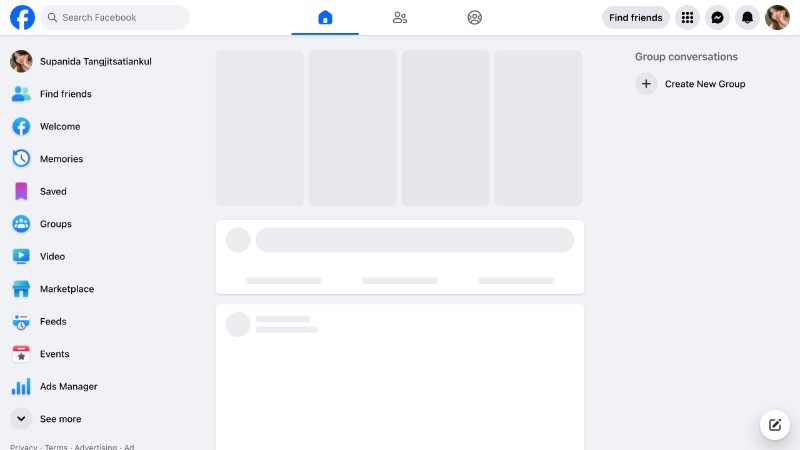 Search Facebook
Find friends
Supanida Tangjitsatiankul
Find friends
Welcome
Memories
Saved
Groups
Video
Marketplace
Feeds
Events
Ads Manager
See more
Privacy · Terms · Advertising · Ad
Group conversations
Create New Group